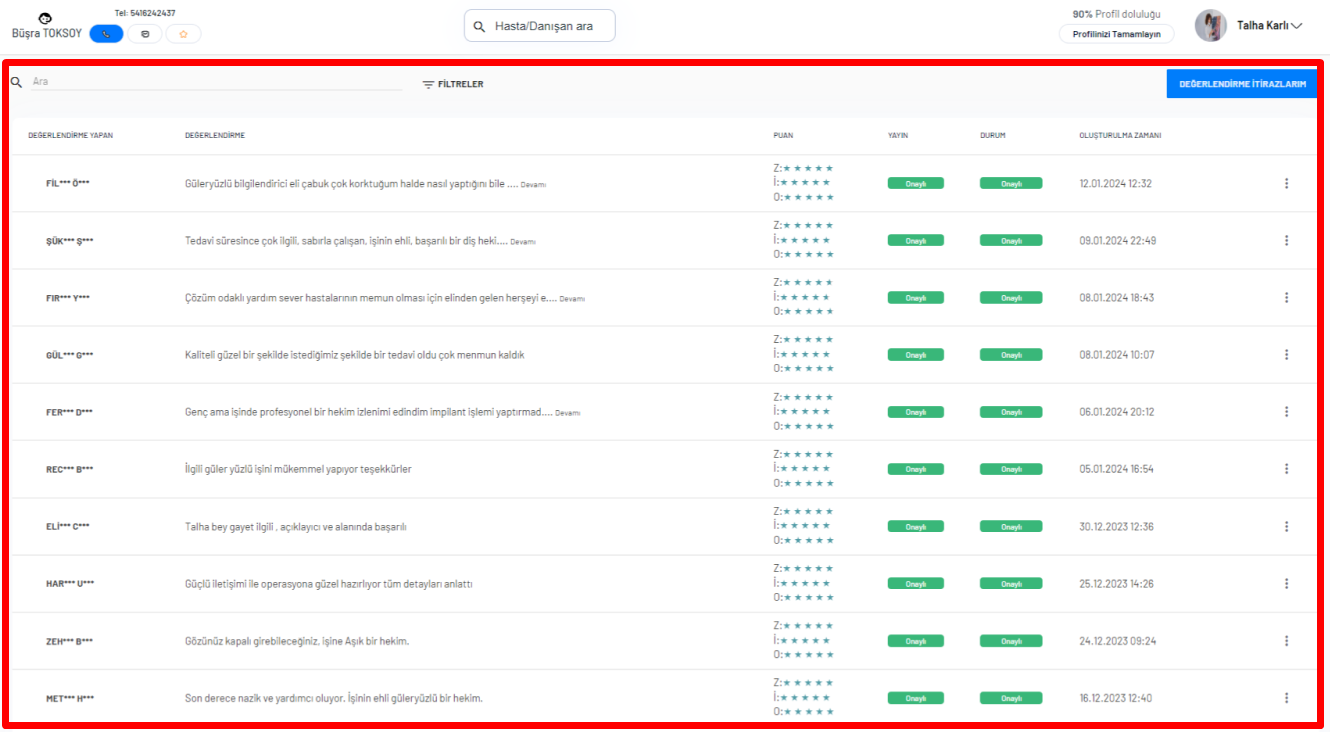 Tel: 5416242437
Büşra TOKSOY
Hasta/Danışan ara
90% Profil doluluğu
Profilinizi Tamamlayın
Talha Karlı
Ara
FİLTRELER
DEĞERLENDİRME İTİRAZLARIM
DEĞERLENDİRME YAPAN DEĞERLENDİRME PUAN YAYIN DURUM OLUŞTURULMA ZAMANI
Z:★★★★★
FİL*** Ö*** Güleryüzlü bilgilendirici eli çabuk çok korktuğum halde nasıl yaptığını bile .... Devamı İ:★★★★★ Onaylı Onaylı 12.01.2024 12:32
O:★★★★★
Z:★★★★★
ŞÜK*** Ş*** Tedavi süresince çok ilgili, sabırla çalışan, işinin ehli, başarılı bir diş heki.... Devamı İ:★★★★★ Onaylı Onaylı 09.01.2024 22:49
O:★★★★★
Z:★★★★★
FIR*** Y*** Çözüm odaklı yardım sever hastalarının memun olması için elinden gelen herşeyi e.... Devamı İ:★★★★★ Onaylı Onaylı 08.01.2024 18:43
O:★★★★★
Z:★★★★★
GÜL*** G*** Kaliteli güzel bir şekilde istediğimiz şekilde bir tedavi oldu çok menmun kaldık İ:★★★★★ Onaylı Onaylı 08.01.2024 10:07
O:★★★★★
Z:★★★★★
FER*** D*** Genç ama işinde profesyonel bir hekim izlenimi edindim impilant işlemi yaptırmad.... Devamı İ:★★★★★ Onaylı Onaylı 06.01.2024 20:12
O:★★★★★
Z:★★★★★
REC*** B*** İlgili güler yüzlü işini mükemmel yapıyor teşekkürler İ:★★★★★ Onaylı Onaylı 05.01.2024 16:54
O:★★★★★
Z:★★★★★
ELİ*** C*** Talha bey gayet ilgili , açıklayıcı ve alanında başarılı İ:★★★★★ Onaylı Onaylı 30.12.2023 12:36
O:★★★★★
Z:★★★★★
HAR*** U*** Güçlü iletişimi ile operasyona güzel hazırlıyor tüm detayları anlattı İ:★★★★★ Onaylı Onaylı 25.12.2023 14:26
O:★★★★★
Z:★★★★★
ZEH*** B*** Gözünüz kapalı girebileceğiniz, işine Aşık bir hekim. İ:★★★★★ Onaylı Onaylı 24.12.2023 09:24
O:★★★★★
Z:★★★★★
MET*** H*** Son derece nazik ve yardımcı oluyor. İşinin ehli güleryüzlü bir hekim. İ:★★★★★ Onaylı Onaylı 16.12.2023 12:40
O:★★★★★